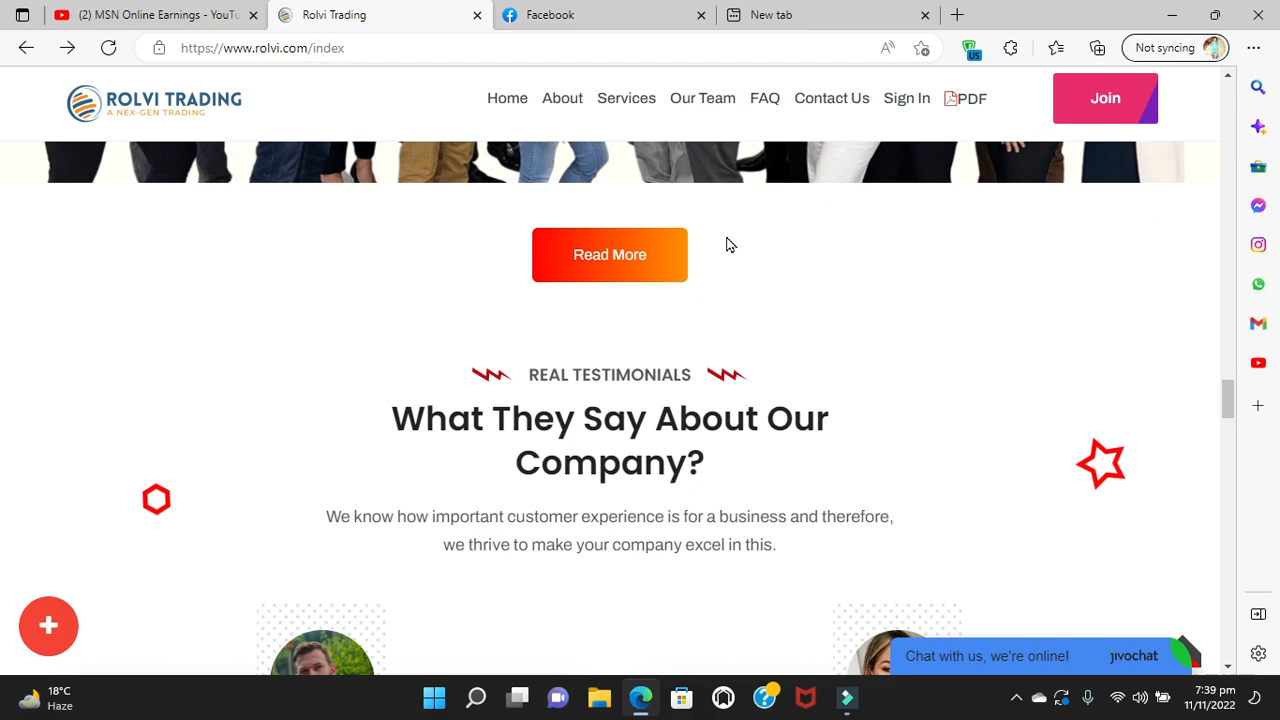 (2) MSN Online Earnings - YouTu
Rolvi Trading
Facebook
New tab
https://www.rolvi.com/index
US
Not syncing
ROLVI TRADING
A NEX-GEN TRADING
Home
About
Services
Our Team
FAQ
Contact Us
Sign In
PDF
Join
Read More
REAL TESTIMONIALS
What They Say About Our
Company?
We know how important customer experience is for a business and therefore,
we thrive to make your company excel in this.
Chat with us, we're online!
jivochat
18°C
Haze
7:39 pm
11/11/2022